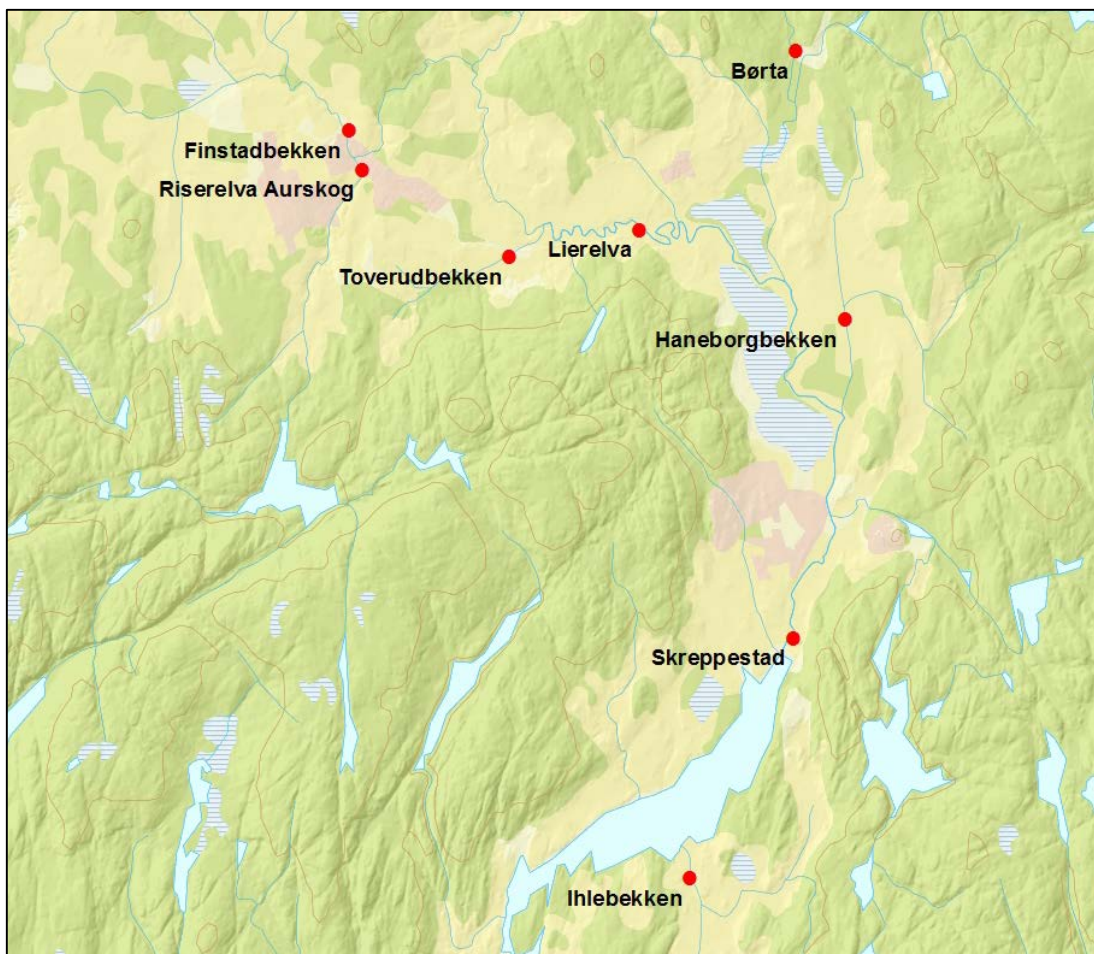 Børta
Finstadbekken
Riserelva Aurskog
Lierelva
Toverudbekken
Haneborgbekken
Skreppestad
Ihlebekken